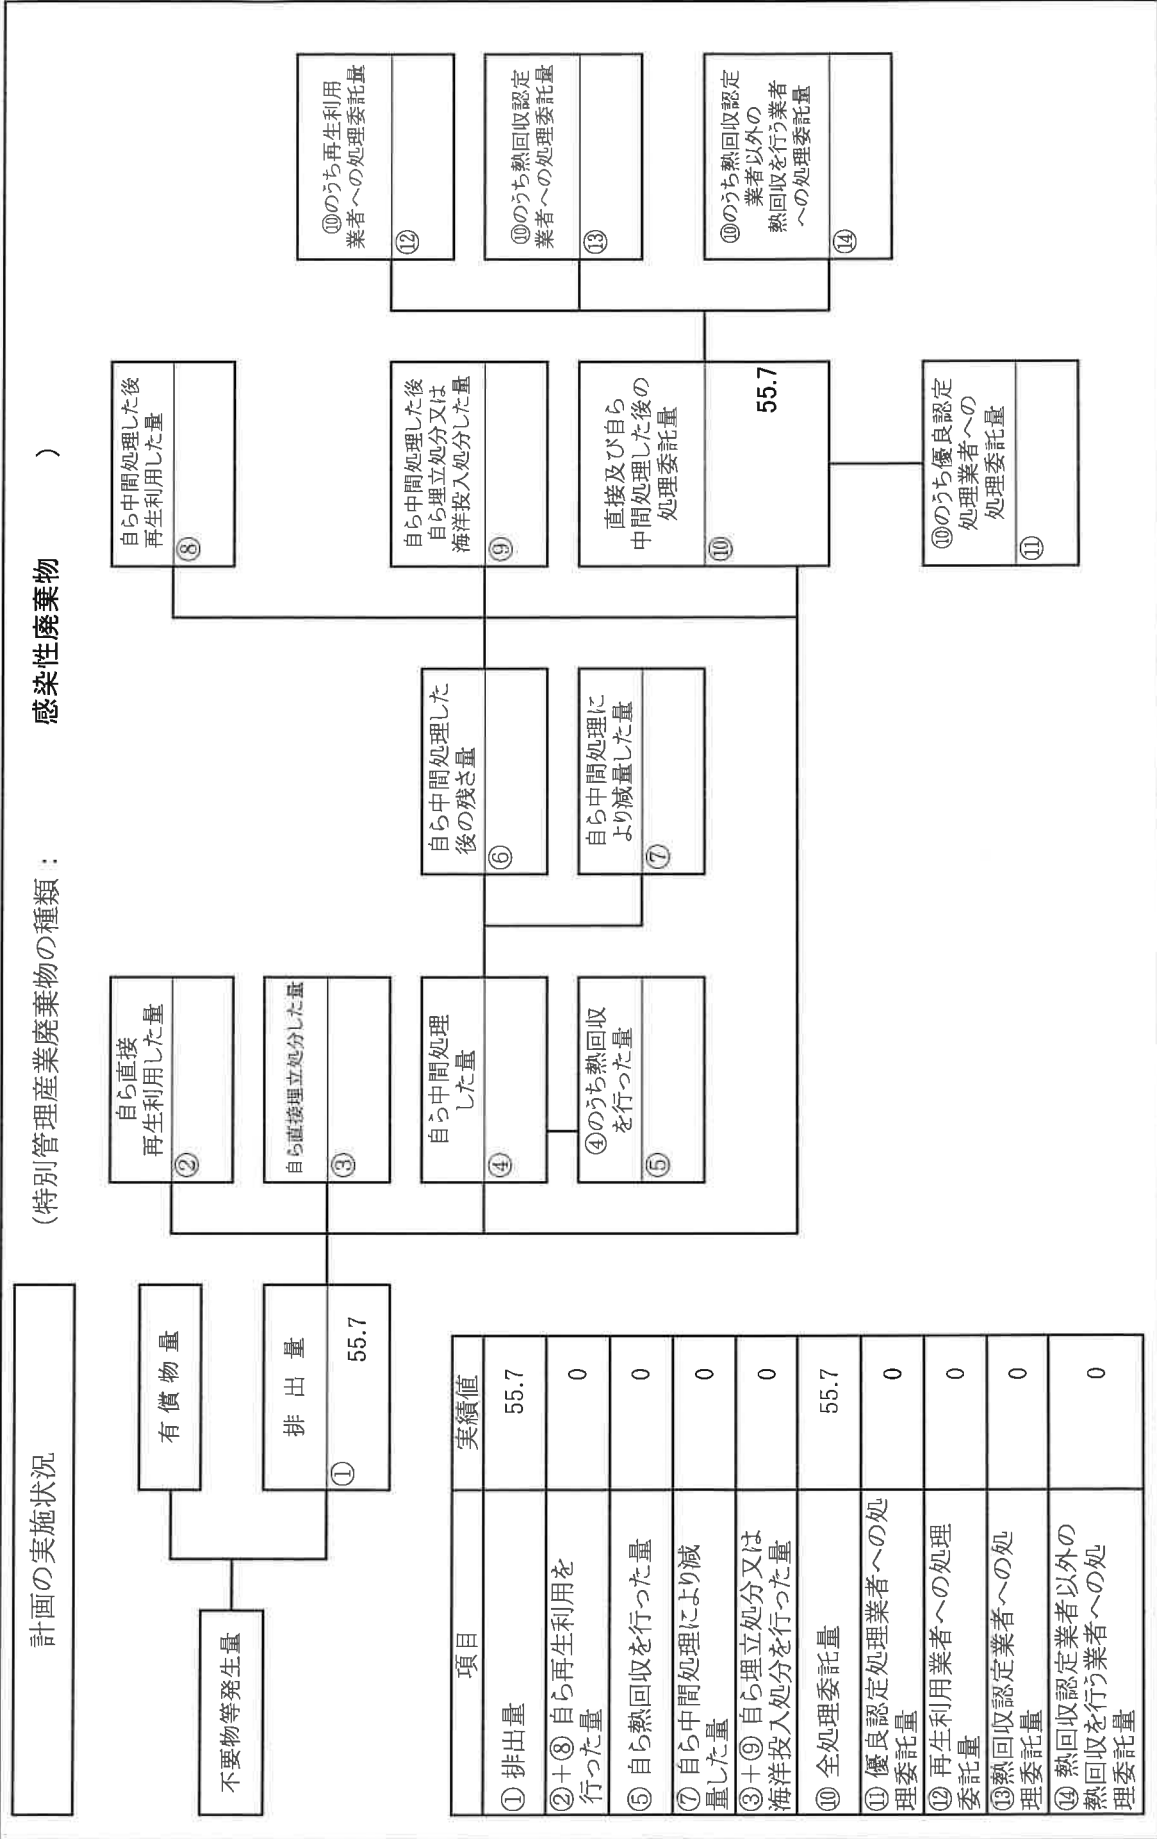 計画の実施状況
(特別管理産業廃棄物の種類 : 感染性廃棄物 )
不要物等発生量
有 償 物 量
排 出 量
①
55.7
自ら直接
再生利用した量
②
自ら直接埋立処分した量
③
自ら中間処理
した量
④
④のうち熱回収
を行った量
⑤
自ら中間処理した
後の残さ量
⑥
自ら中間処理に
より減量した量
⑦
自ら中間処理した後
再生利用した量
⑧
自ら中間処理した後
自ら埋立処分又は
海洋投入処分した量
⑨
直接及び自ら
中間処理した後の
処理委託量
⑩
55.7
⑩のうち優良認定
処理業者への
処理委託量
⑪
⑩のうち再生利用
業者への処理委託量
⑫
⑩のうち熱回収認定
業者への処理委託量
⑬
⑩のうち熱回収認定
業者以外の
熱回収を行う業者
への処理委託量
⑭
項目 実績値
① 排出量 55.7
②+⑧ 自ら再生利用を
行った量 0
⑤ 自ら熱回収を行った量 0
⑦ 自ら中間処理により減
量した量 0
③+⑨ 自ら埋立処分又は
海洋投入処分を行った量 0
⑩ 全処理委託量 55.7
⑪ 優良認定処理業者への処
理委託量 0
⑫ 再生利用業者への処理
委託量 0
⑬熱回収認定業者への処
理委託量 0
⑭ 熱回収認定業者以外の
熱回収を行う業者への処
理委託量 0